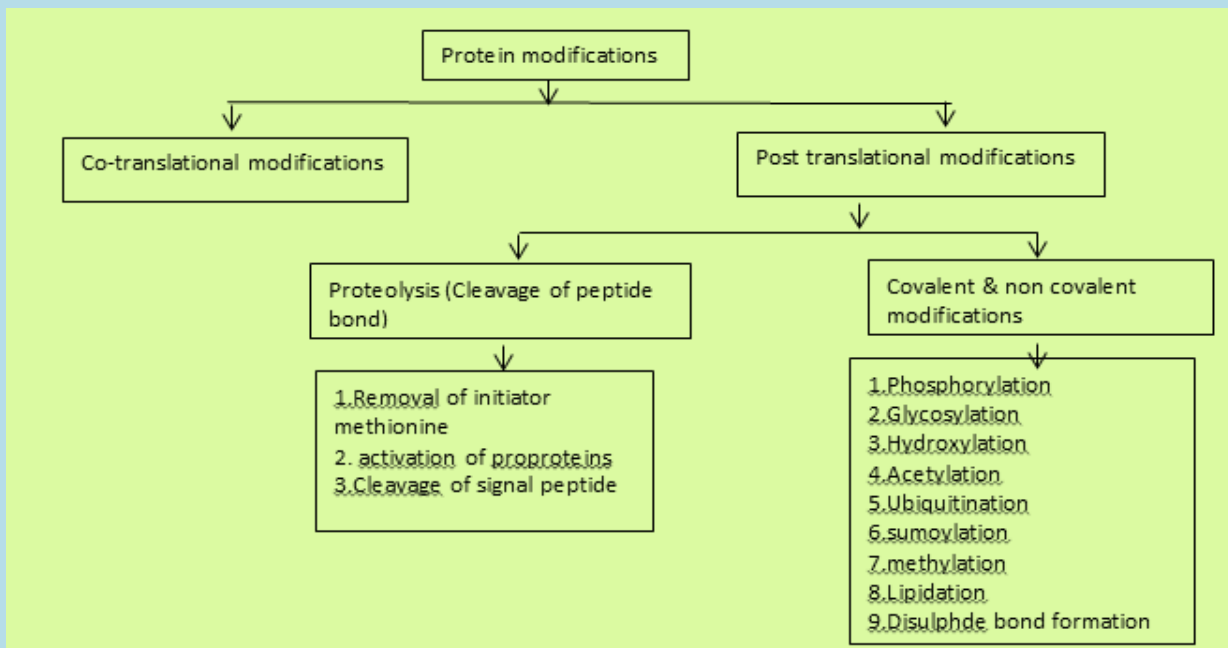 Protein modifications
Co-translational modifications
Post translational modifications
Proteolysis (Cleavage of peptide
bond)
Covalent & non covalent
modifications
1.Removal of initiator
methionine
2. activation of proproteins
3.Cleavage of signal peptide
1.Phosphorylation
2.Glycosylation
3.Hydroxylation
4.Acetylation
5.Ubiquitination
6.sumoylation
7.methylation
8.Lipidation
9.Disulphde bond formation